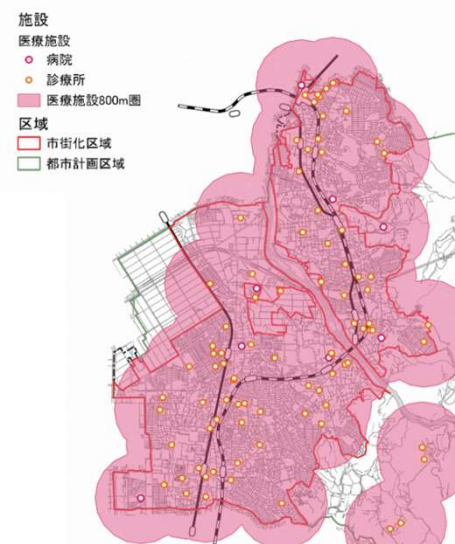 施設
医療施設
病院
診療所
医療施設800m圏
区域
市街化区域
都市計画区域